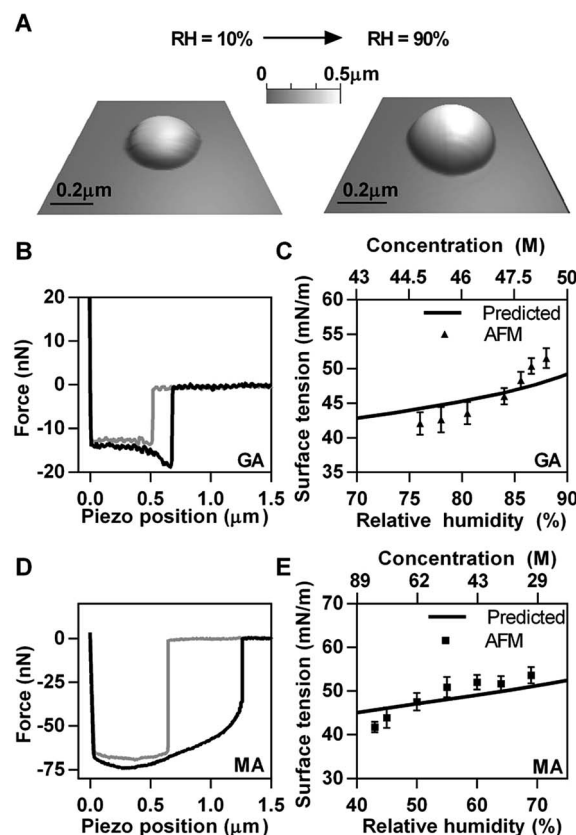 A
RH = 10% RH = 90%
0 0.5μm
0.2μm 0.2μm
B
20
10
0
-10
-20
Force (nN)
0.0 0.5 1.0 1.5
Piezo position (μm)
GA
C
Concentration (M)
43 44.5 46 47.5 50
60
55
50
45
40
35
Surface tension (mN/m)
Predicted
AFM
70 75 80 85 90
Relative humidity (%)
GA
D
0
-25
-50
-75
Force (nN)
0.0 0.5 1.0 1.5
Piezo position (μm)
MA
E
Concentration (M)
89 62 43 29
70
60
50
40
30
Surface tension (mN/m)
Predicted
AFM
40 50 60 70
Relative humidity (%)
MA